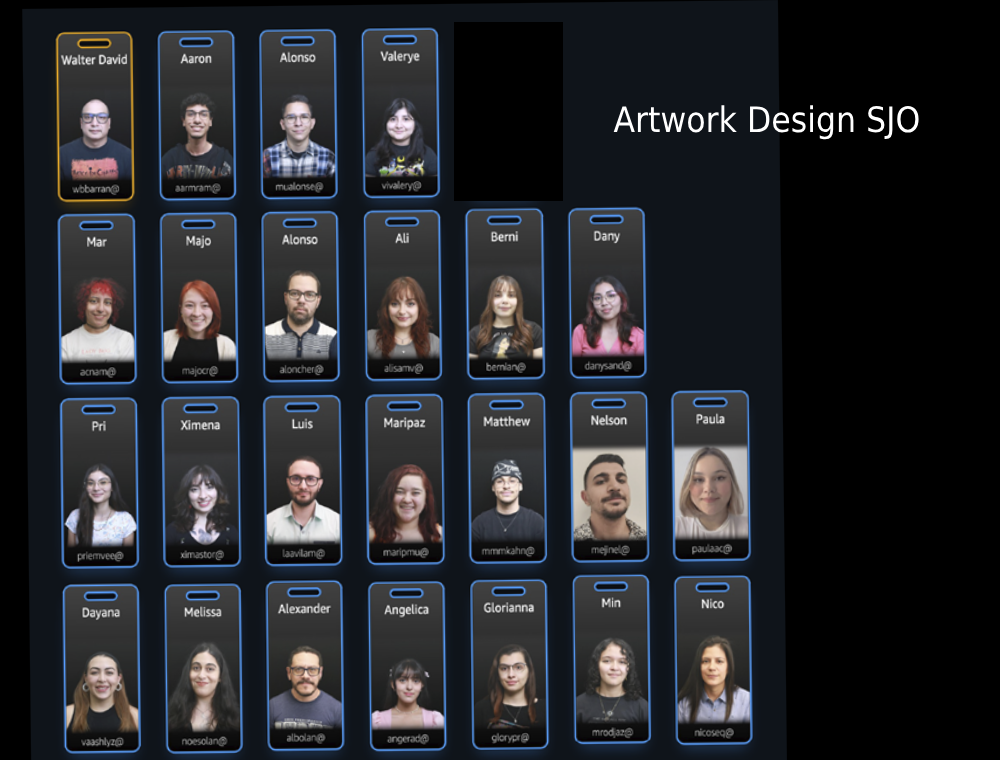 Walter David
wbbarran@
Aaron
aarmram@
Alonso
mualonse@
Valerye
vivalery@
Artwork Design SJO
Mar
acnam@
Majo
majocr@
Alonso
aloncher@
Ali
alisamv@
Berni
bernian@
Dany
danysand@
Pri
priemvee@
Ximena
ximastor@
Luis
laavilam@
Maripaz
maripmu@
Matthew
mmmkahn@
Nelson
mejinel@
Paula
paulaac@
Dayana
vaashlyz@
Melissa
noesolan@
Alexander
albolan@
Angelica
angerad@
Glorianna
glorypr@
Min
mrodjaz@
Nico
nicoseq@